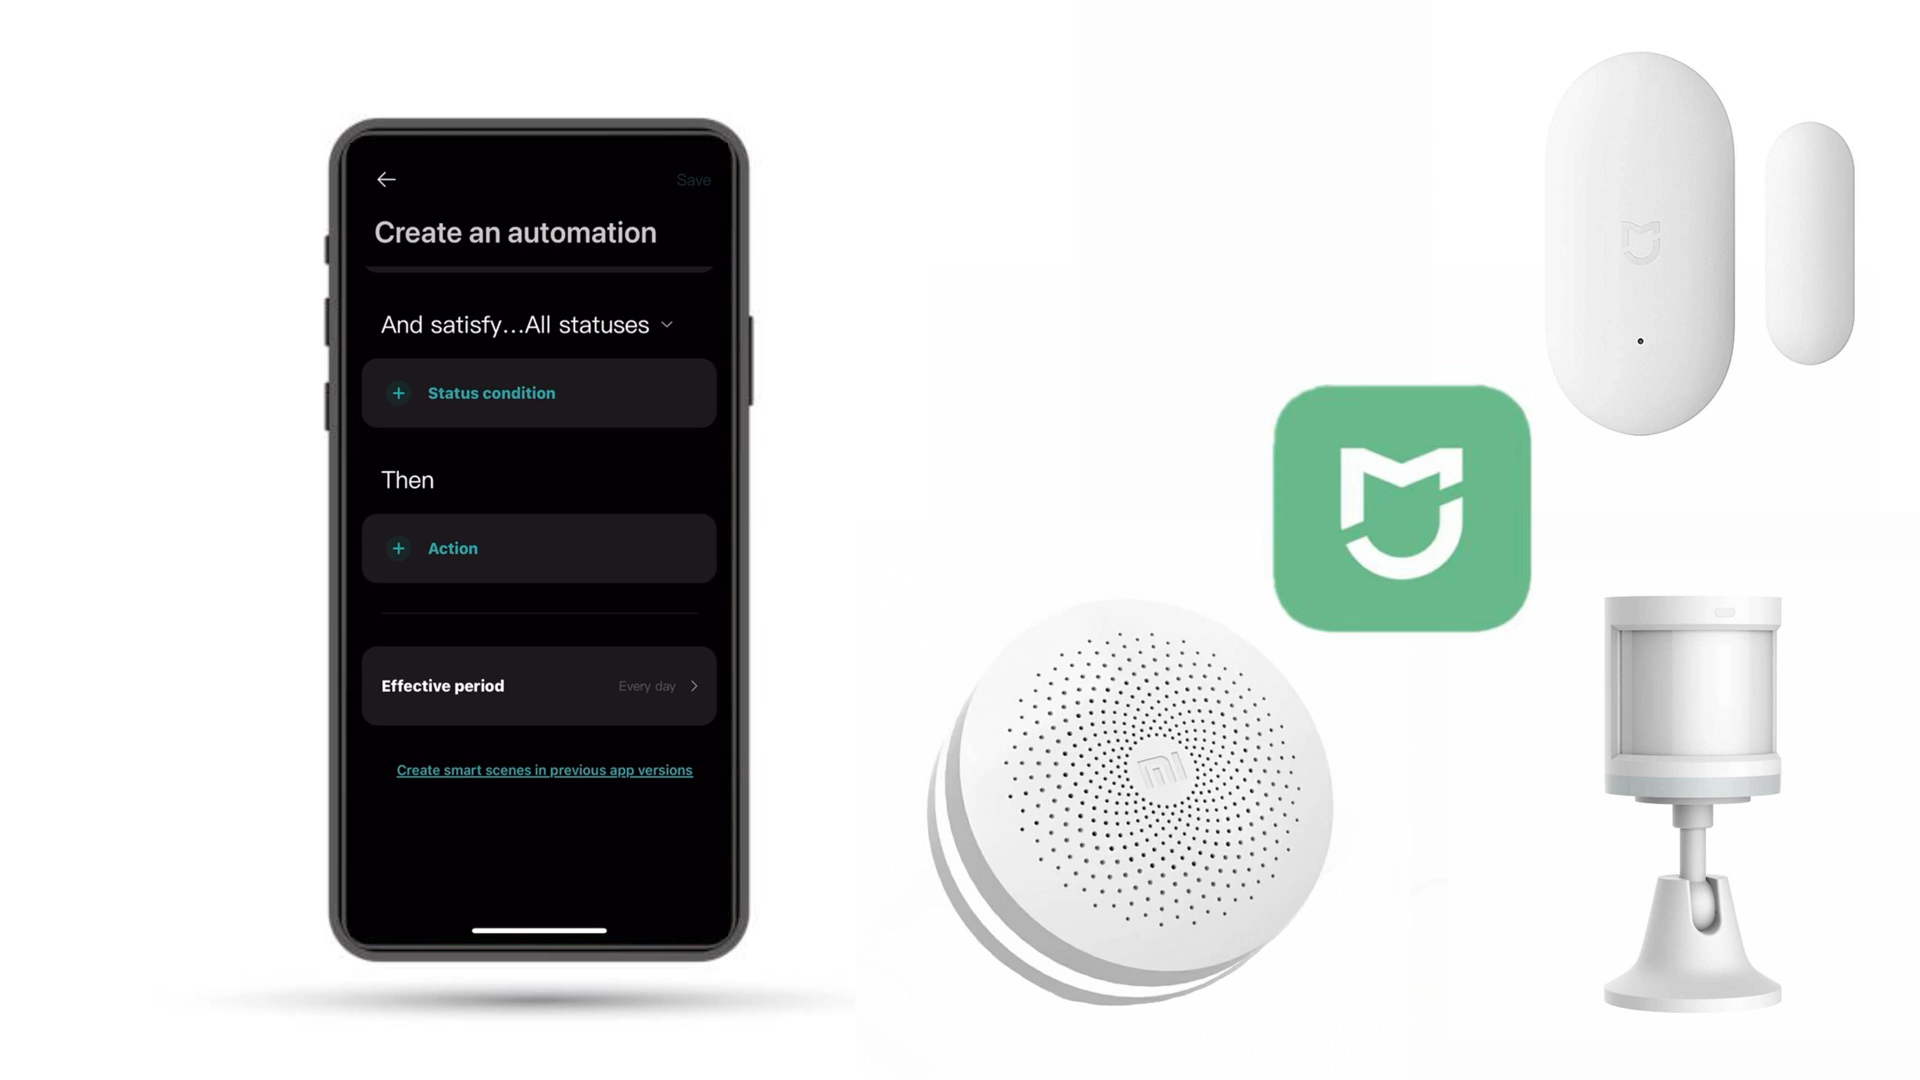 Save
Create an automation
And satisfy...All statuses
Status condition
Then
Action
Effective period
Every day
Create smart scenes in previous app versions
mi